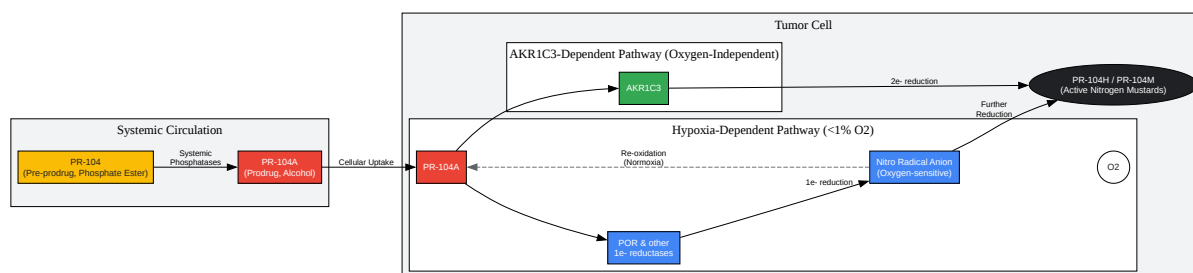 Tumor Cell
AKR1C3-Dependent Pathway (Oxygen-Independent)
AKR1C3
2e- reduction
PR-104H / PR-104M
(Active Nitrogen Mustards)
Further
Reduction
Systemic Circulation
PR-104
(Pre-prodrug, Phosphate Ester)
Systemic
Phosphatases
PR-104A
(Prodrug, Alcohol)
Cellular Uptake
Hypoxia-Dependent Pathway (<1% O2)
PR-104A
Re-oxidation
(Normoxia)
Nitro Radical Anion
(Oxygen-sensitive)
O2
1e- reduction
POR & other
1e- reductases